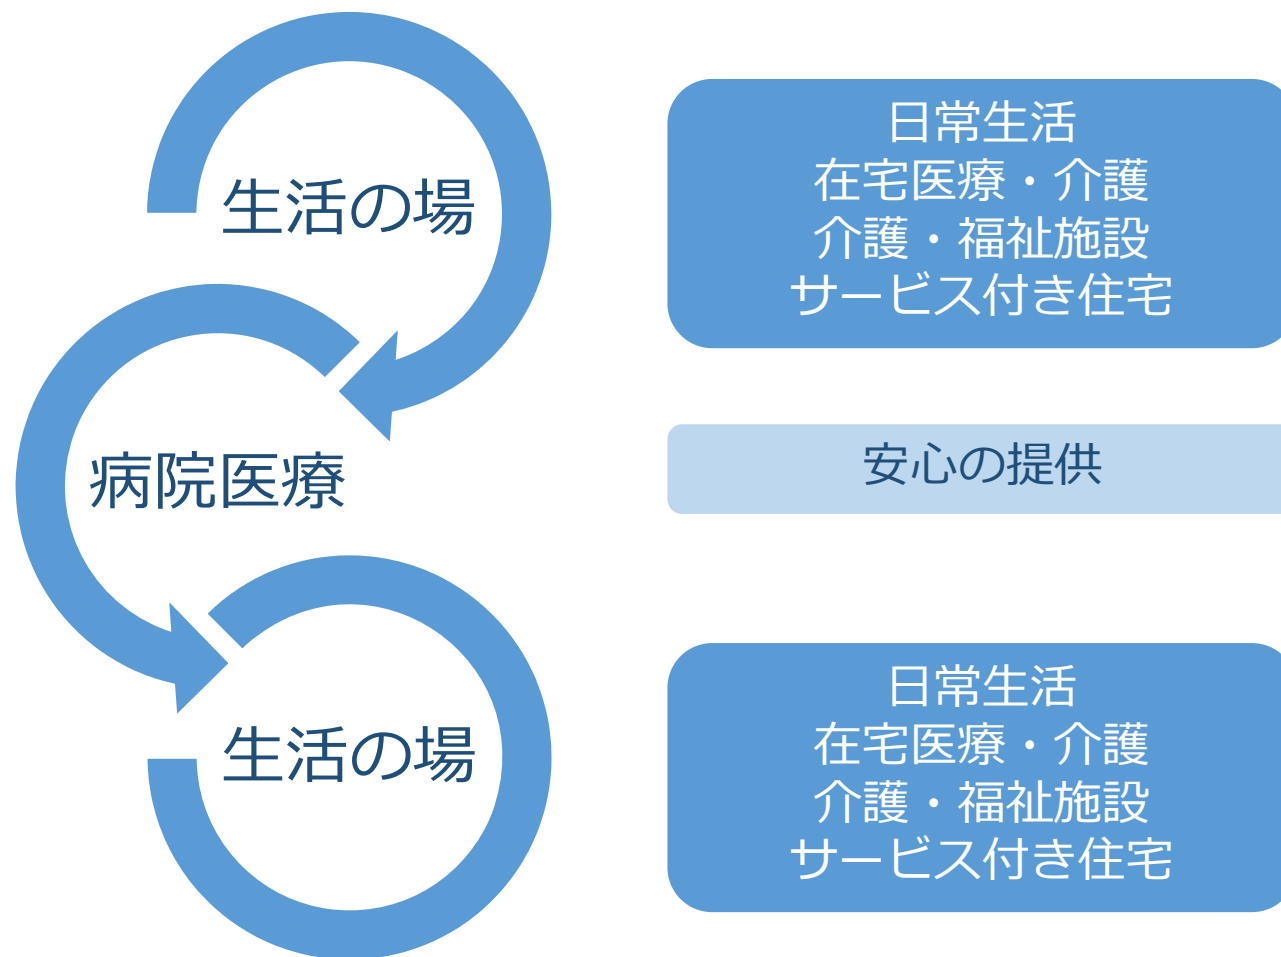 生活の場
日常生活
在宅医療・介護
介護・福祉施設
サービス付き住宅
病院医療
安心の提供
生活の場
日常生活
在宅医療・介護
介護・福祉施設
サービス付き住宅